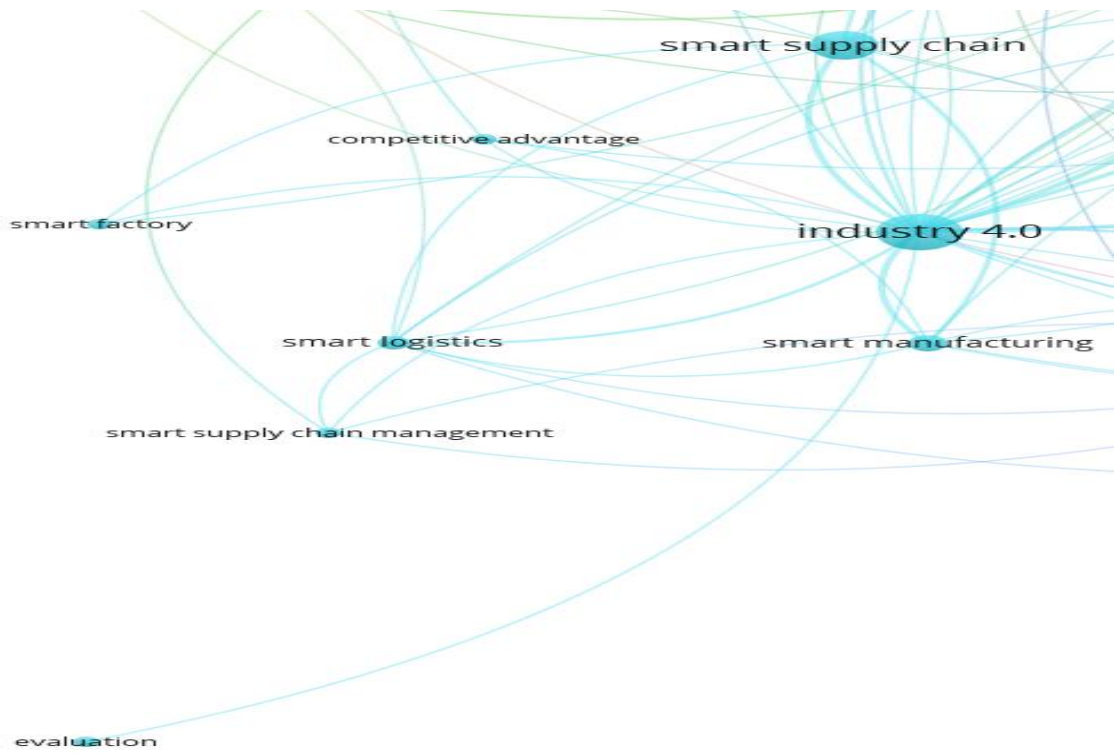 smart supply chain
competitive advantage
smart factory
industry 4.0
smart logistics
smart manufacturing
smart supply chain management
evaluation